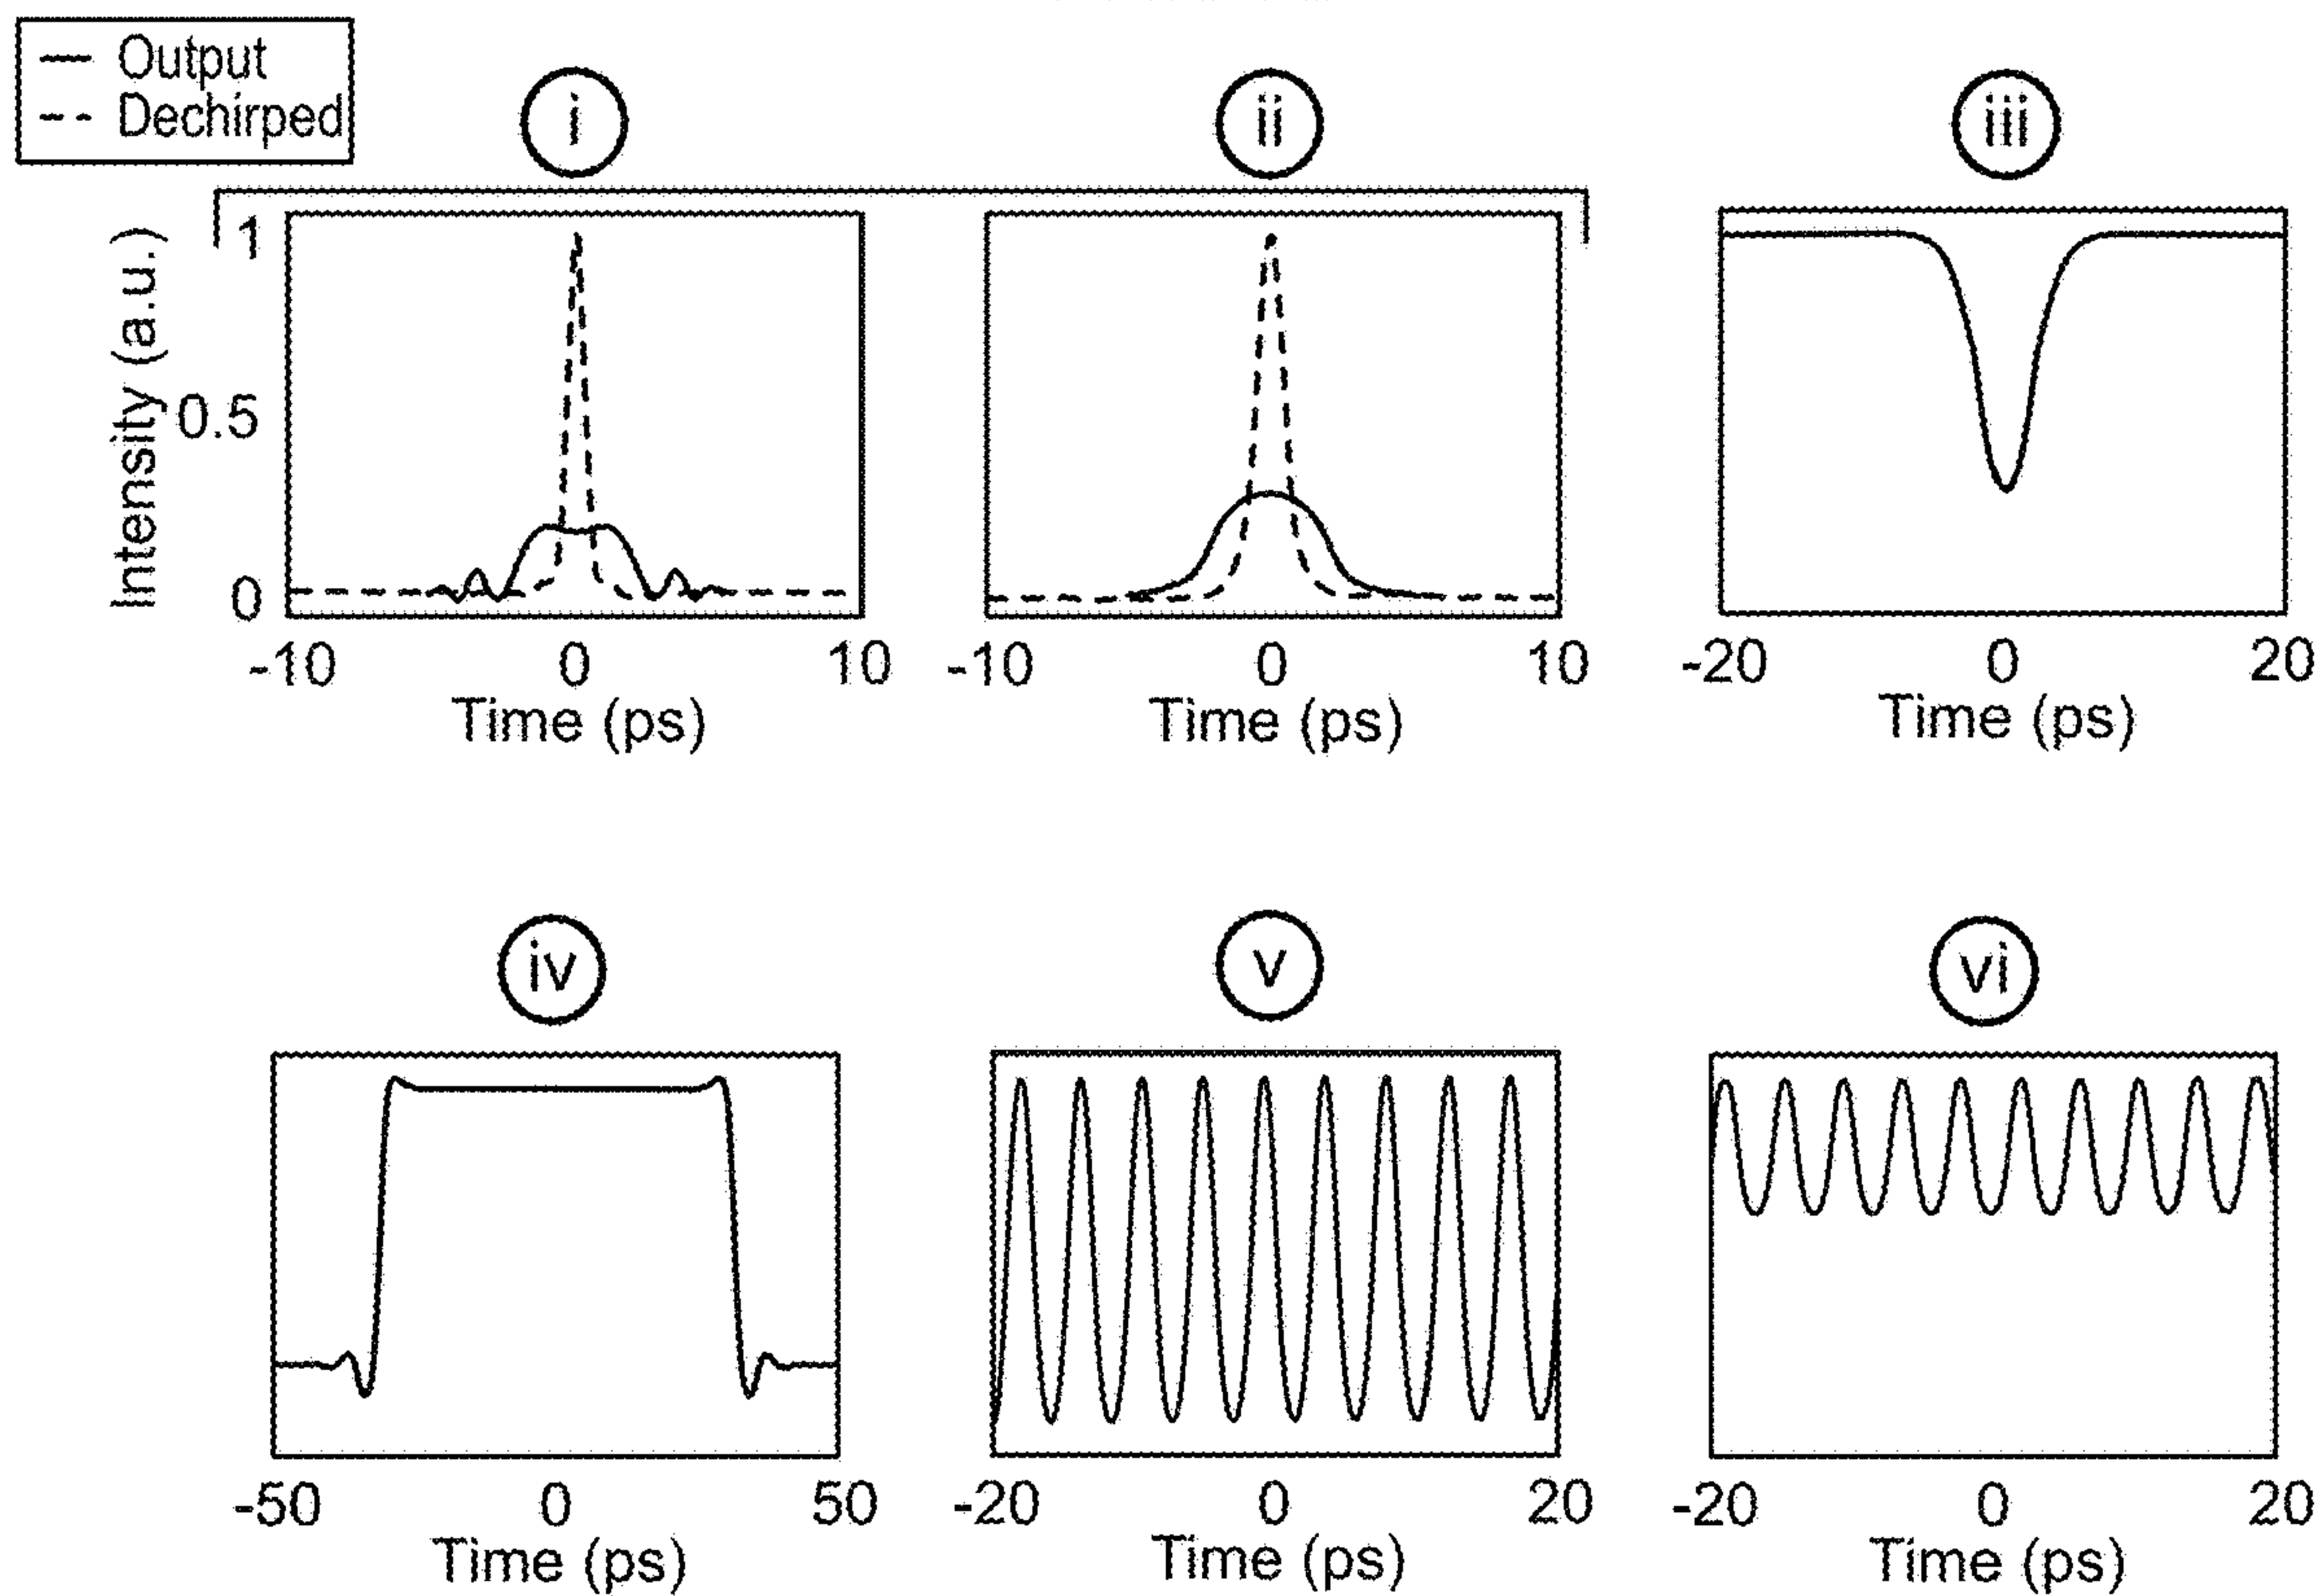 Output
Dechirped
i
ii
iii
Intensity (a.u.)
1
0.5
0
-10 0 10
Time (ps)
-10 0 10
Time (ps)
-20 0 20
Time (ps)
iv
v
vi
-50 0 50
Time (ps)
-20 0 20
Time (ps)
-20 0 20
Time (ps)